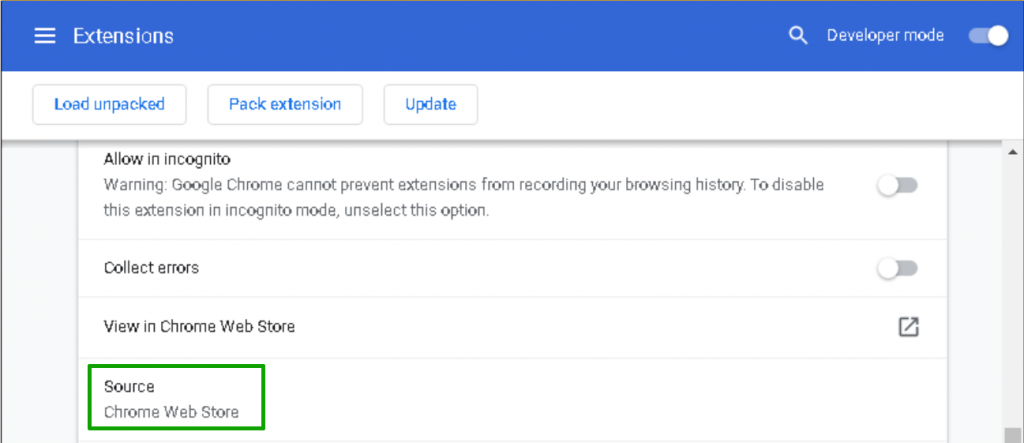 Extensions
Developer mode
Load unpacked
Pack extension
Update
Allow in incognito
Warning: Google Chrome cannot prevent extensions from recording your browsing history. To disable
this extension in incognito mode, unselect this option.
Collect errors
View in Chrome Web Store
Source
Chrome Web Store